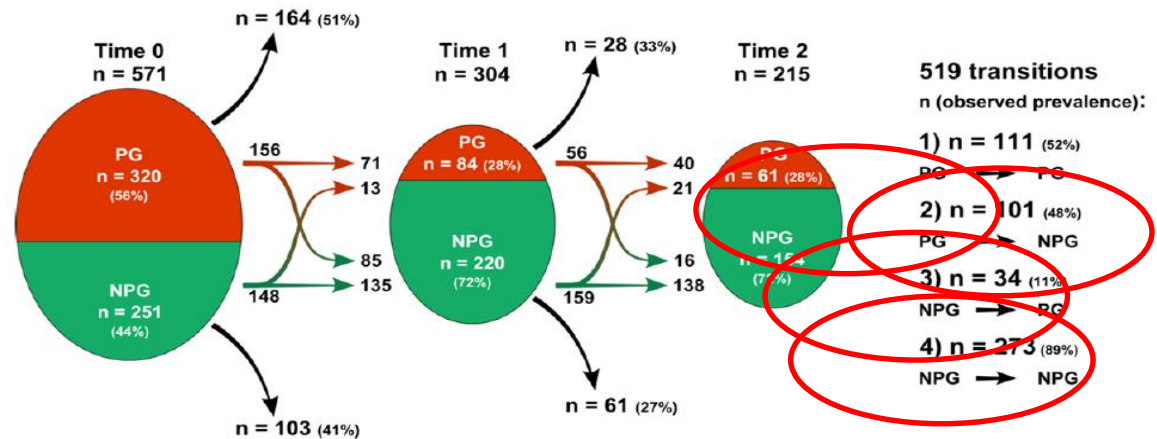 n = 164 (51%)
Time 0
n = 571
PG
n = 320
(56%)
NPG
n = 251
(44%)
156
148
71
13
85
135
n = 103 (41%)
Time 1
n = 304
PG
n = 84 (28%)
NPG
n = 220
(72%)
n = 28 (33%)
56
159
40
21
16
138
n = 61 (27%)
Time 2
n = 215
PG
n = 61 (28%)
NPG
n = 154
(72%)
519 transitions
n (observed prevalence):
1) n = 111 (52%)
PG PG
2) n = 101 (48%)
PG NPG
3) n = 34 (11%)
NPG PG
4) n = 273 (89%)
NPG NPG